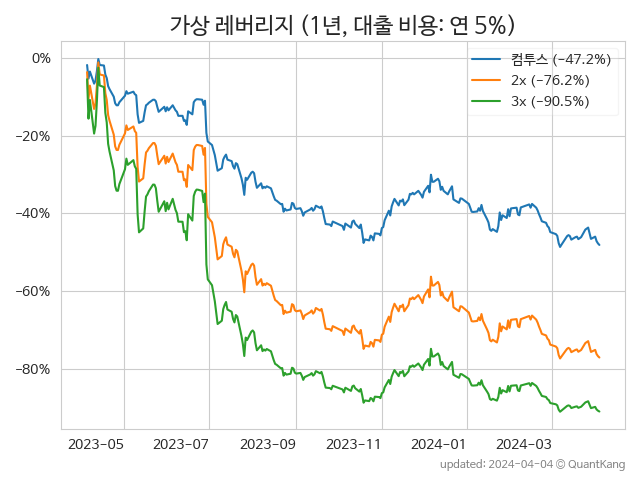 가상 레버리지 (1년, 대출 비용: 연 5%)
컴투스 (−47.2%)
2x (−76.2%)
3x (−90.5%)
0%
−20%
−40%
−60%
−80%
2023−05 2023−07 2023−09 2023−11 2024−01 2024−03
updated: 2024−04−04 © QuantKang